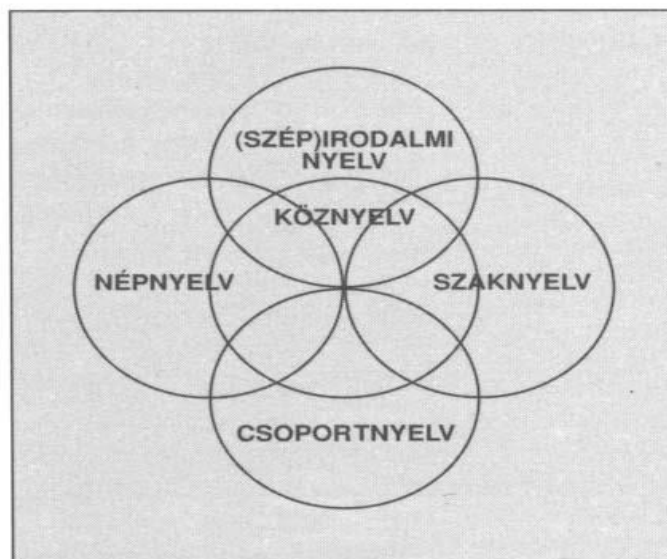 (SZÉP)IRODALMI
NYELV
KÖZNYELV
NÉPNYELV
SZAKNYELV
CSOPORTNYELV